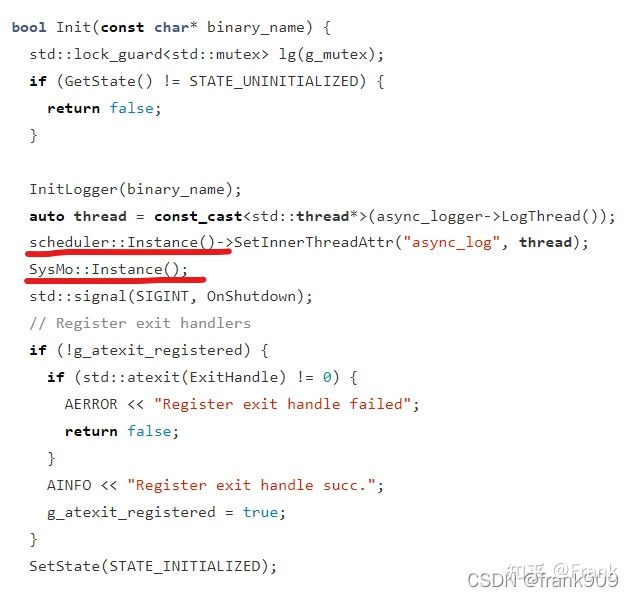 bool Init(const char* binary_name) {
  std::lock_guard<std::mutex> lg(g_mutex);
  if (GetState() != STATE_UNINITIALIZED) {
    return false;
  }

  InitLogger(binary_name);
  auto thread = const_cast<std::thread*>(async_logger->LogThread());
  scheduler::Instance()->SetInnerThreadAttr("async_log", thread);
  SysMo::Instance();
  std::signal(SIGINT, OnShutdown);
  // Register exit handlers
  if (!g_atexit_registered) {
    if (std::atexit(ExitHandle) != 0) {
      AERROR << "Register exit handle failed";
      return false;
    }
    AINFO << "Register exit handle succ.";
    g_atexit_registered = true;
  }
  SetState(STATE_INITIALIZED);
知乎 @Frank
CSDN @frank909